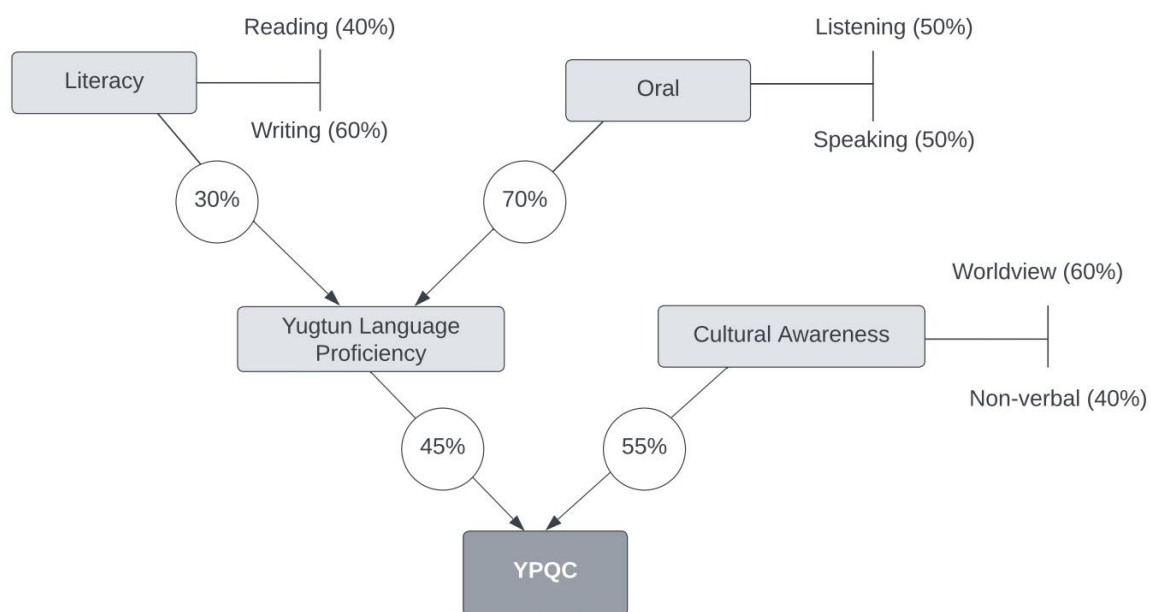 Reading (40%)
Literacy
Writing (60%)
Listening (50%)
Oral
Speaking (50%)
30%
70%
Yugtun Language
Proficiency
Worldview (60%)
Cultural Awareness
Non-verbal (40%)
45%
55%
YPQC